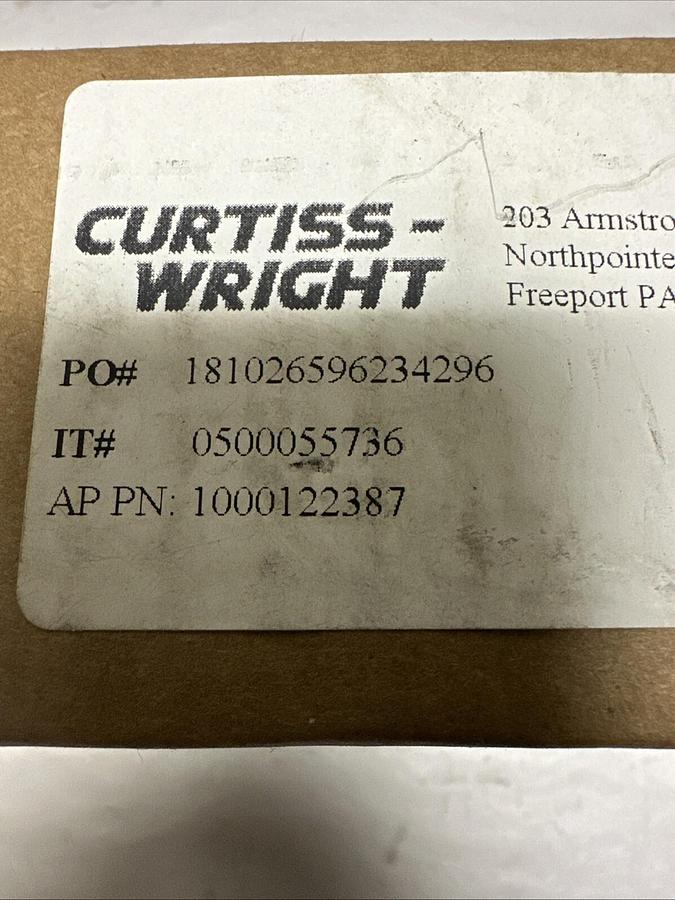 CURTISS-
WRIGHT
203 Armstro
Northpointe
Freeport PA
PO# 181026596234296
IT# 0500055736
AP PN: 1000122387